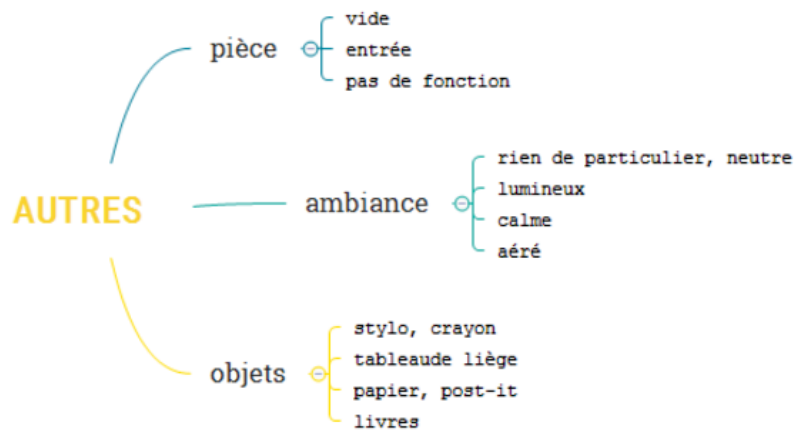 pièce
vide
entrée
pas de fonction
AUTRES
ambiance
rien de particulier, neutre
lumineux
calme
aéré
objets
stylo, crayon
tableaude liège
papier, post-it
livres